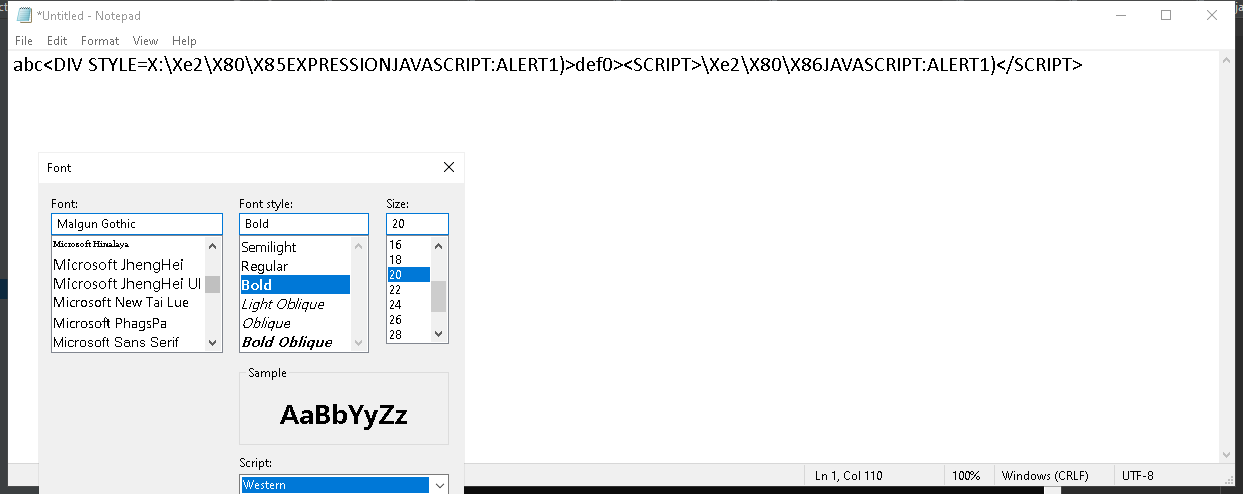 *Untitled - Notepad
File Edit Format View Help
abc<DIV STYLE=X:\Xe2\X80\X85EXPRESSIONJAVASCRIPT:ALERT1)>def0><SCRIPT>\Xe2\X80\X86JAVASCRIPT:ALERT1)</SCRIPT>
Font
Font: Font style: Size:
Malgun Gothic Bold 20
Microsoft Himalaya
Microsoft JhengHei
Microsoft JhengHei UI
Microsoft New Tai Lue
Microsoft PhagsPa
Microsoft Sans Serif
Semilight
Regular
Bold
Light Oblique
Oblique
Bold Oblique
16
18
20
22
24
26
28
Sample
AaBbYyZz
Script:
Western
Ln 1, Col 110 100% Windows (CRLF) UTF-8